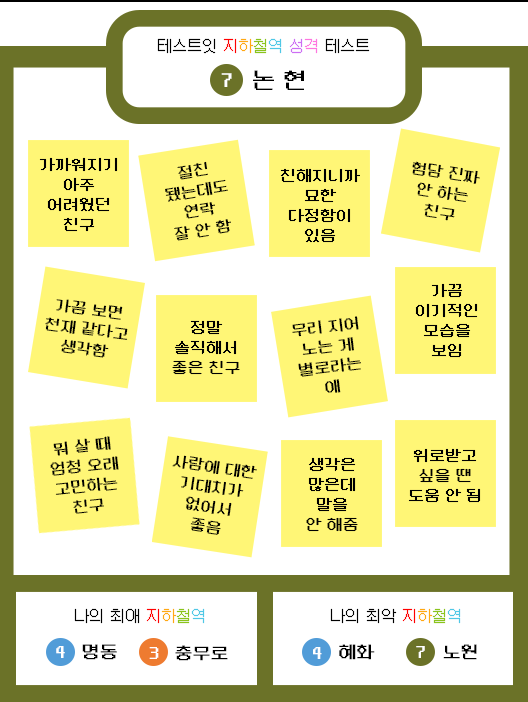 테스트잇 지하철역 성격 테스트
7 논현
가까워지기
아주
어려웠던
친구
절친
됐는데도
연락
잘 안 함
친해지니까
묘한
다정함이
있음
험담 진짜
안 하는
친구
가끔 보면
천재 같다고
생각함
정말
솔직해서
좋은 친구
우리 지어
노는 게
별로라는
애
가끔
이기적인
모습을
보임
뭐 살 때
엄청 오래
고민하는
친구
사람에 대한
기대치가
없어서
좋음
생각은
많은데
말을
안 해줌
위로받고
싶을 땐
도움 안 됨
나의 최애 지하철역
4 명동 3 충무로
나의 최악 지하철역
4 혜화 7 노원